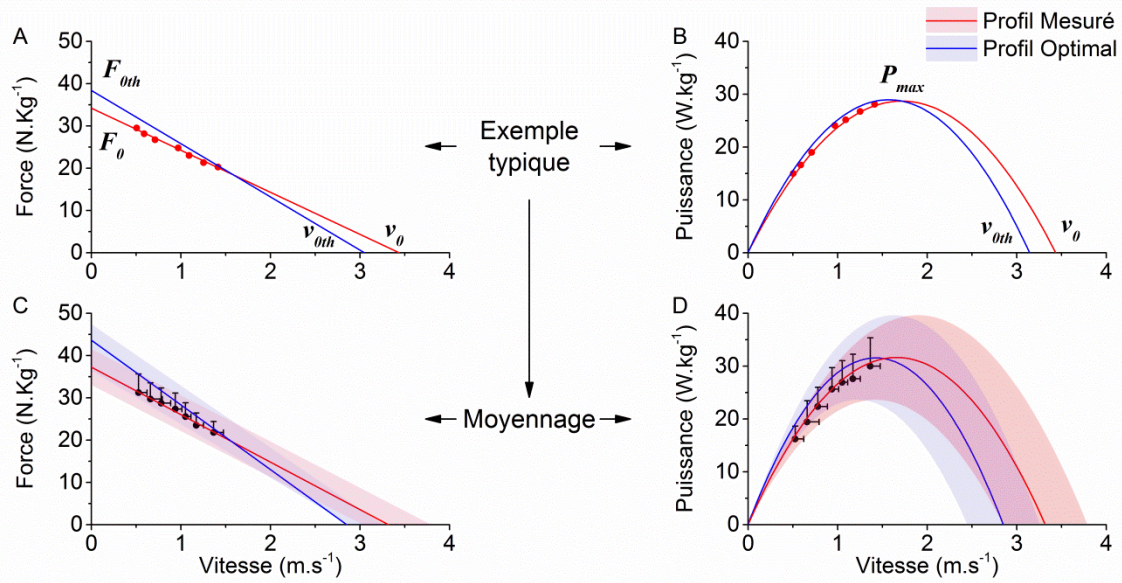 Profil Mesuré
Profil Optimal
A
50
40
30
20
10
0
0 1 2 3 4
Force (N.Kg⁻¹)
F0th
F0
v0th
v0
Exemple
typique
B
40
30
20
10
0
0 1 2 3 4
Puissance (W.kg⁻¹)
Pmax
v0th
v0
C
50
40
30
20
10
0
0 1 2 3 4
Force (N.Kg⁻¹)
Vitesse (m.s⁻¹)
Moyennage
D
40
30
20
10
0
0 1 2 3 4
Puissance (W.kg⁻¹)
Vitesse (m.s⁻¹)